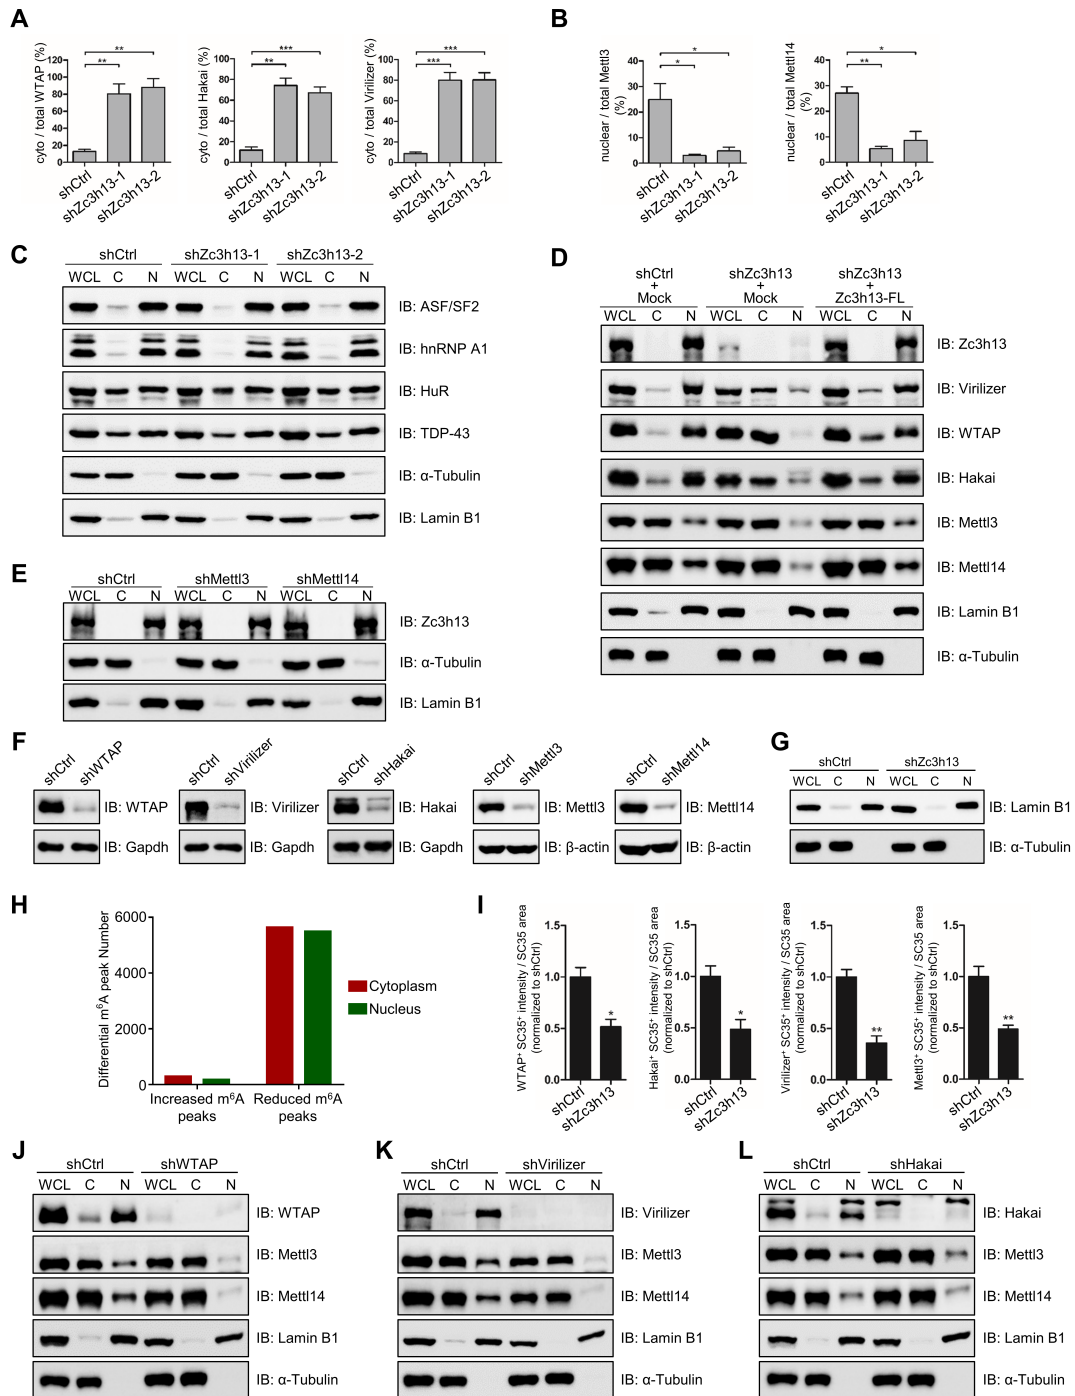 A
cyto / total WTAP (%)
120
100
80
60
40
20
0
**
**
shCtrl
shZc3h13-1
shZc3h13-2
cyto / total Hakai (%)
100
80
60
40
20
0
**
***
shCtrl
shZc3h13-1
shZc3h13-2
cyto / total Virilizer (%)
100
80
60
40
20
0
***
***
shCtrl
shZc3h13-1
shZc3h13-2
B
nuclear / total Mettl3
(%)
40
30
20
10
0
*
*
shCtrl
shZc3h13-1
shZc3h13-2
nuclear / total Mettl14
(%)
40
30
20
10
0
**
*
shCtrl
shZc3h13-1
shZc3h13-2
C
shCtrl shZc3h13-1 shZc3h13-2
WCL C N WCL C N WCL C N
IB: ASF/SF2
IB: hnRNP A1
IB: HuR
IB: TDP-43
IB: α-Tubulin
IB: Lamin B1
D
shCtrl shZc3h13 shZc3h13
+ + +
Mock Mock Zc3h13-FL
WCL C N WCL C N WCL C N
IB: Zc3h13
IB: Virilizer
IB: WTAP
IB: Hakai
IB: Mettl3
IB: Mettl14
IB: Lamin B1
IB: α-Tubulin
E
shCtrl shMettl3 shMettl14
WCL C N WCL C N WCL C N
IB: Zc3h13
IB: α-Tubulin
IB: Lamin B1
F
shCtrl shWTAP
IB: WTAP
IB: Gapdh
shCtrl shVirilizer
IB: Virilizer
IB: Gapdh
shCtrl shHakai
IB: Hakai
IB: Gapdh
shCtrl shMettl3
IB: Mettl3
IB: β-actin
shCtrl shMettl14
IB: Mettl14
IB: β-actin
G
shCtrl shZc3h13
WCL C N WCL C N
IB: Lamin B1
IB: α-Tubulin
H
Differential m⁶A peak Number
6000
4000
2000
0
Cytoplasm
Nucleus
Increased m⁶A Reduced m⁶A
peaks peaks
I
WTAP⁺ SC35⁺ intensity / SC35 area
(normalized to shCtrl)
1.5
1.0
0.5
0.0
*
shCtrl
shZc3h13
Hakai⁺ SC35⁺ intensity / SC35 area
(normalized to shCtrl)
1.5
1.0
0.5
0.0
*
shCtrl
shZc3h13
Virilizer⁺ SC35⁺ intensity / SC35 area
(normalized to shCtrl)
1.5
1.0
0.5
0.0
**
shCtrl
shZc3h13
Mettl3⁺ SC35⁺ intensity / SC35 area
(normalized to shCtrl)
1.5
1.0
0.5
0.0
**
shCtrl
shZc3h13
J
shCtrl shWTAP
WCL C N WCL C N
IB: WTAP
IB: Mettl3
IB: Mettl14
IB: Lamin B1
IB: α-Tubulin
K
shCtrl shVirilizer
WCL C N WCL C N
IB: Virilizer
IB: Mettl3
IB: Mettl14
IB: Lamin B1
IB: α-Tubulin
L
shCtrl shHakai
WCL C N WCL C N
IB: Hakai
IB: Mettl3
IB: Mettl14
IB: Lamin B1
IB: α-Tubulin